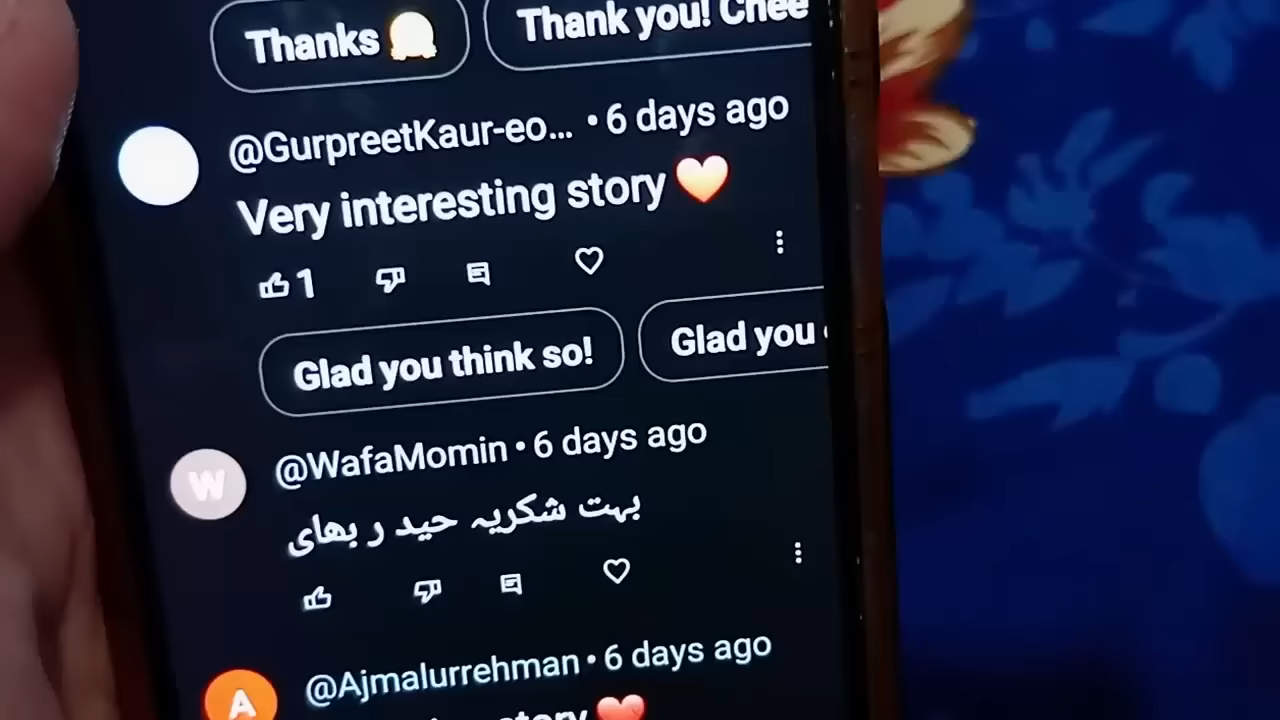 Thanks
Thank you! Chee
@GurpreetKaur-eo... • 6 days ago
Very interesting story ❤️
1
Glad you think so!
Glad you
W
@WafaMomin • 6 days ago
بہت شکریہ حید ر بھای
A
@Ajmalurrehman • 6 days ago
story ❤️